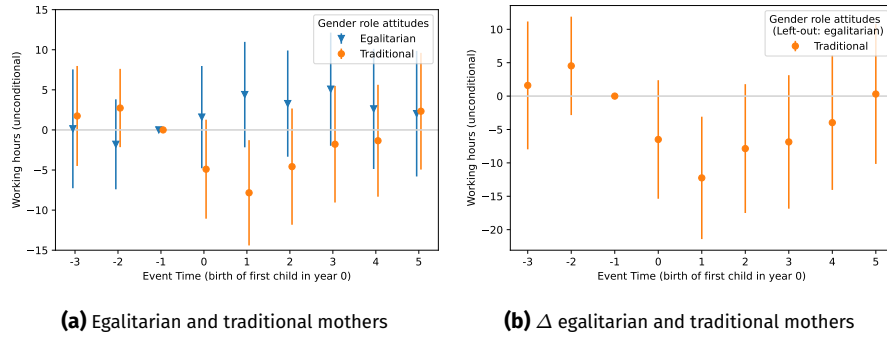 Working hours (unconditional)
15
10
5
0
−5
−10
−15
Gender role attitudes
Egalitarian
Traditional
-3 -2 -1 0 1 2 3 4 5
Event Time (birth of first child in year 0)
(a) Egalitarian and traditional mothers
Working hours (unconditional)
10
5
0
−5
−10
−15
−20
Gender role attitudes
(Left-out: egalitarian)
Traditional
-3 -2 -1 0 1 2 3 4 5
Event Time (birth of first child in year 0)
(b) Δ egalitarian and traditional mothers